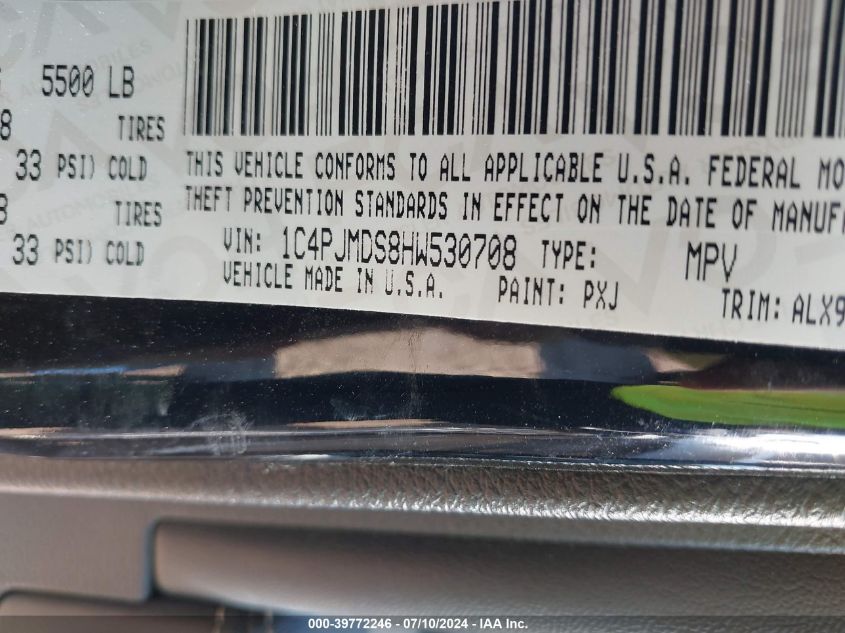 5500 LB
TIRES
33 PSI) COLD
TIRES
33 PSI) COLD
THIS VEHICLE CONFORMS TO ALL APPLICABLE U.S.A. FEDERAL MO
THEFT PREVENTION STANDARDS IN EFFECT ON THE DATE OF MANUF
VIN: 1C4PJMDS8HW530708 TYPE: MPV
VEHICLE MADE IN U.S.A. PAINT: PXJ TRIM: ALX9
000-39772246 - 07/10/2024 - IAA Inc.